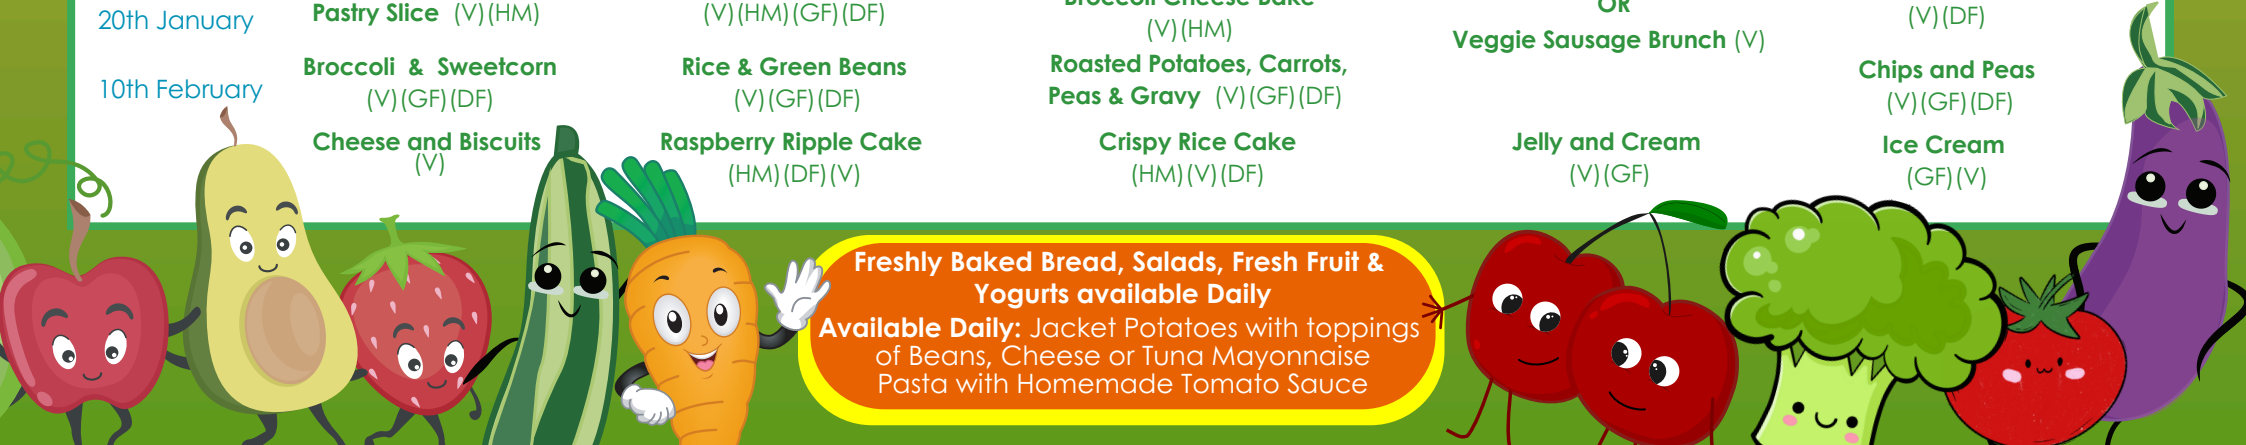 20th January
10th February
Pastry Slice (V)(HM)
Broccoli & Sweetcorn
(V)(GF)(DF)
Cheese and Biscuits
(V)
(V)(HM)(GF)(DF)
Rice & Green Beans
(V)(GF)(DF)
Raspberry Ripple Cake
(HM)(DF)(V)
Broccoli Cheese Bake
(V)(HM)
Roasted Potatoes, Carrots,
Peas & Gravy (V)(GF)(DF)
Crispy Rice Cake
(HM)(V)(DF)
OR
Veggie Sausage Brunch (V)
Jelly and Cream
(V)(GF)
(V)(DF)
Chips and Peas
(V)(GF)(DF)
Ice Cream
(GF)(V)
Freshly Baked Bread, Salads, Fresh Fruit &
Yogurts available Daily
Available Daily: Jacket Potatoes with toppings
of Beans, Cheese or Tuna Mayonnaise
Pasta with Homemade Tomato Sauce